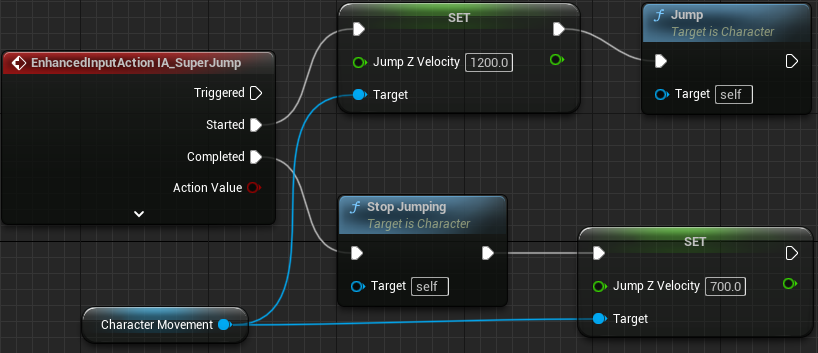 EnhancedInputAction IA_SuperJump
Triggered
Started
Completed
Action Value
SET
Jump Z Velocity 1200.0
Target
f Jump
Target is Character
Target self
f Stop Jumping
Target is Character
Target self
SET
Jump Z Velocity 700.0
Target
Character Movement